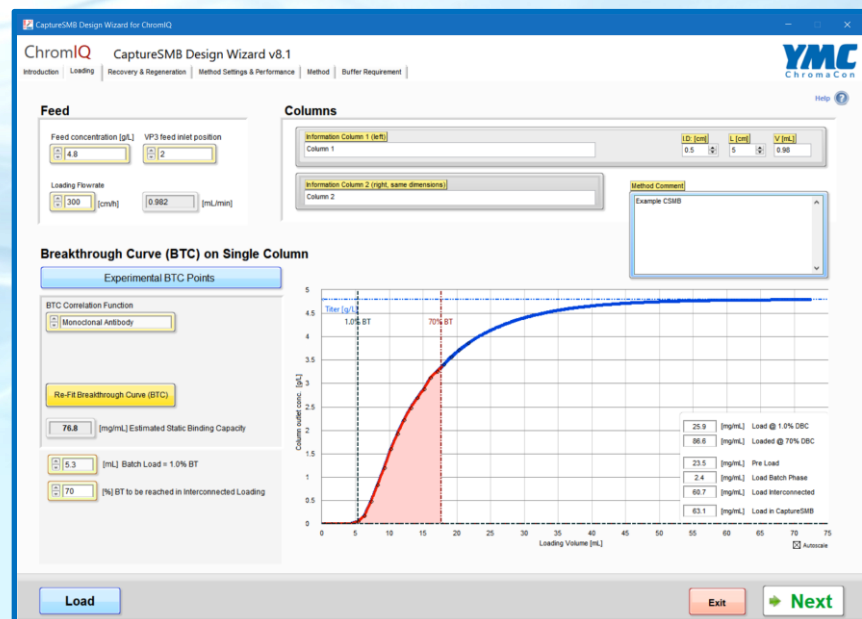 CaptureSMB Design Wizard for ChromIQ
ChromIQ CaptureSMB Design Wizard v8.1
YMC
ChromaCon
Introduction Loading Recovery & Regeneration Method Settings & Performance Method Buffer Requirement
Help ?
Feed
Feed concentration [g/L] VP3 feed inlet position
4.8 2
Loading Flowrate
300 [cm/h] 0.982 [mL/min]
Columns
Information Column 1 (left) I.D. [cm] L [cm] V [mL]
Column 1 0.5 5 0.98
Information Column 2 (right, same dimensions)
Column 2
Method Comment
Example CSMB
Breakthrough Curve (BTC) on Single Column
Experimental BTC Points
BTC Correlation Function
Monoclonal Antibody
Re-Fit Breakthrough Curve (BTC)
76.8 [mg/mL] Estimated Static Binding Capacity
5.3 [mL] Batch Load = 1.0% BT
70 [%] BT to be reached in Interconnected Loading
Column outlet conc. [g/L]
5
4.5
4
3.5
3
2.5
2
1.5
1
0.5
0
Titer [g/L]
1.0% BT 70% BT
25.9 [mg/mL] Load @ 1.0% DBC
86.6 [mg/mL] Loaded @ 70% DBC
23.5 [mg/mL] Pre Load
2.4 [mg/mL] Load Batch Phase
60.7 [mg/mL] Load Interconnected
63.1 [mg/mL] Load in CaptureSMB
0 5 10 15 20 25 30 35 40 45 50 55 60 65 70 75
Loading Volume [mL]
Autoscale
Load
Exit
Next